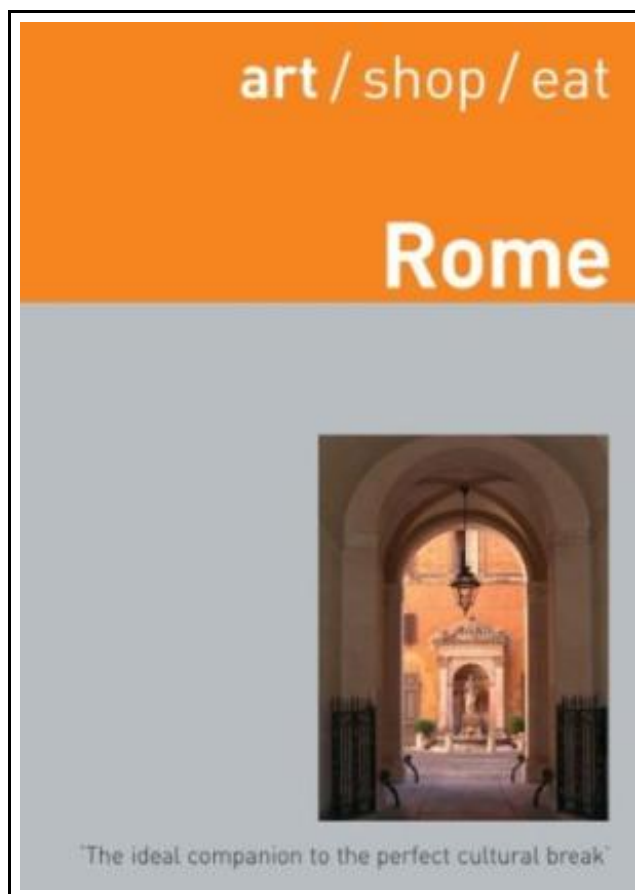 art / shop / eat
Rome
'The ideal companion to the perfect cultural break'